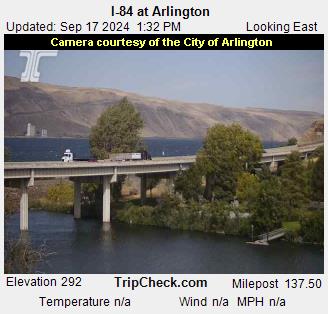 I-84 at Arlington
Updated: Sep 17 2024 1:32 PM Looking East
Camera courtesy of the City of Arlington
Elevation 292 TripCheck.com Milepost 137.50
Temperature n/a Wind n/a MPH n/a